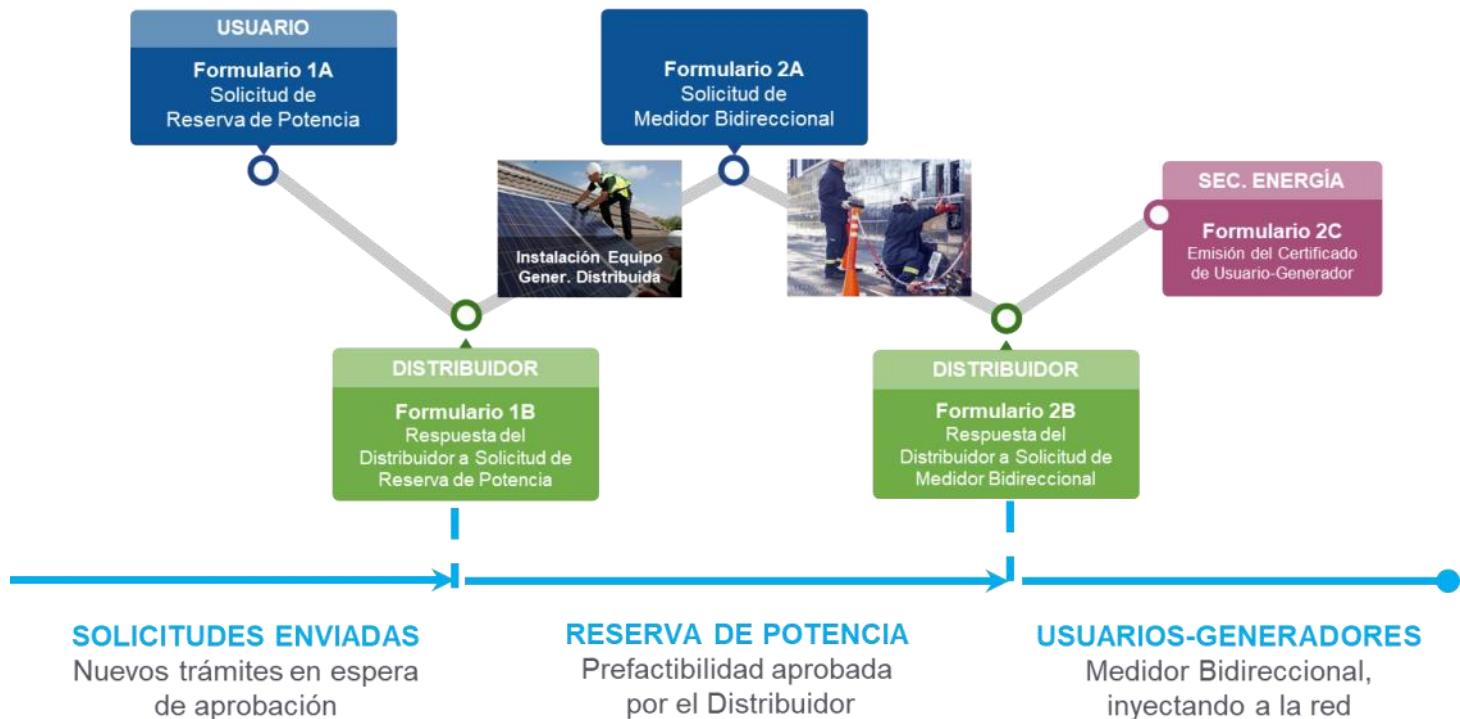 USUARIO
Formulario 1A
Solicitud de
Reserva de Potencia
Formulario 2A
Solicitud de
Medidor Bidireccional
Instalación Equipo
Gener. Distribuida
SEC. ENERGÍA
Formulario 2C
Emisión del Certificado
de Usuario-Generador
DISTRIBUIDOR
Formulario 1B
Respuesta del
Distribuidor a Solicitud de
Reserva de Potencia
DISTRIBUIDOR
Formulario 2B
Respuesta del
Distribuidor a Solicitud de
Medidor Bidireccional
SOLICITUDES ENVIADAS
Nuevos trámites en espera
de aprobación
RESERVA DE POTENCIA
Prefactibilidad aprobada
por el Distribuidor
USUARIOS-GENERADORES
Medidor Bidireccional,
inyectando a la red